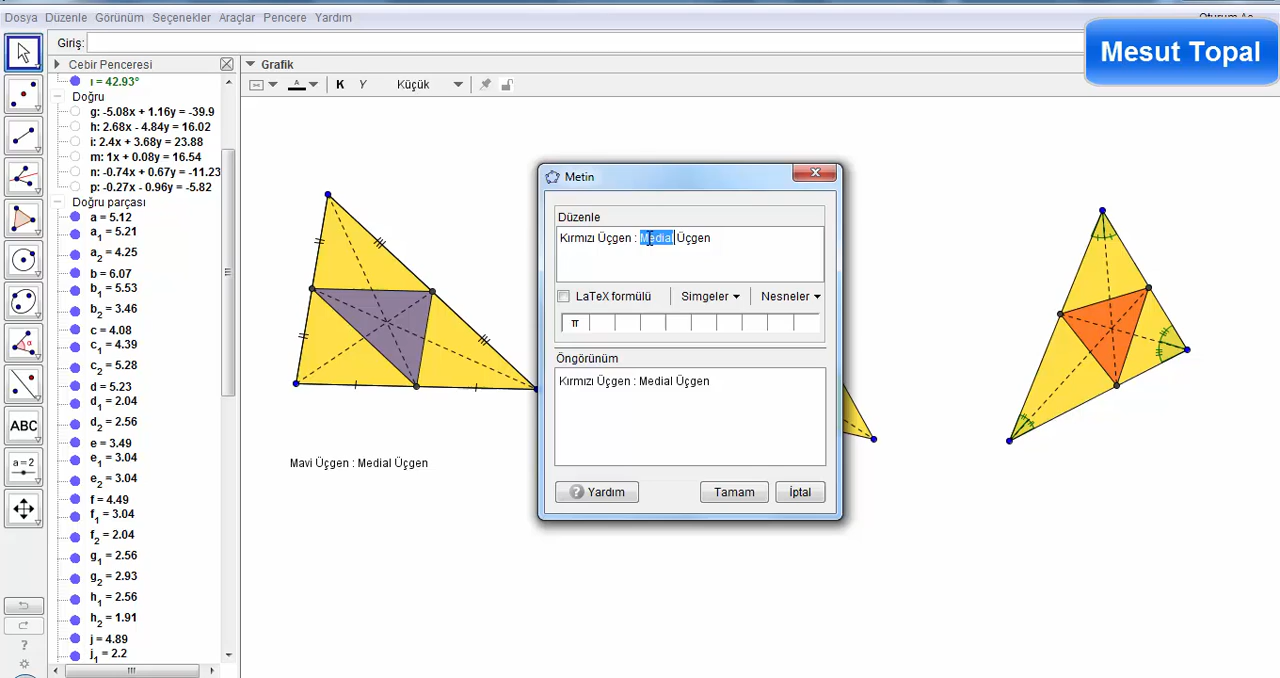 Dosya Düzenle Görünüm Seçenekler Araçlar Pencere Yardım
Mesut Topal
Giriş:
Cebir Penceresi
Grafik
K Y Küçük
ı = 42.93°
Doğru
g: -5.08x + 1.16y = -39.9
h: 2.68x - 4.84y = 16.02
i: 2.4x + 3.68y = 23.88
m: 1x + 0.08y = 16.54
n: -0.74x + 0.67y = -11.23
p: -0.27x - 0.96y = -5.82
Doğru parçası
a = 5.12
a1 = 5.21
a2 = 4.25
b = 6.07
b1 = 5.53
b2 = 3.46
c = 4.08
c1 = 4.39
c2 = 5.28
d = 5.23
d1 = 2.04
d2 = 2.56
e = 3.49
e1 = 3.04
e2 = 3.04
f = 4.49
f1 = 3.04
f2 = 2.04
g1 = 2.56
g2 = 2.93
h1 = 2.56
h2 = 1.91
j = 4.89
j1 = 2.2
ABC
a=2
Mavi Üçgen : Medial Üçgen
Metin
Düzenle
Kırmızı Üçgen : Medial Üçgen
LaTeX formülü Simgeler Nesneler
π
Öngörünüm
Kırmızı Üçgen : Medial Üçgen
Yardım Tamam İptal